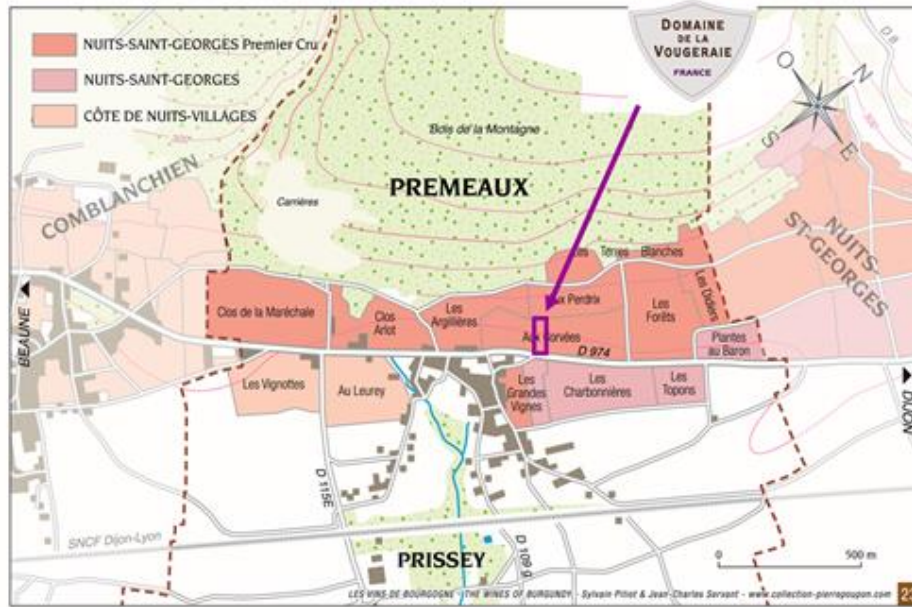 NUITS-SAINT-GEORGES Premier Cru
NUITS-SAINT-GEORGES
CÔTE DE NUITS-VILLAGES
DOMAINE
DE LA
VOUGERAIE
FRANCE
D 8
O
N
S
E
Bois de la Montagne
PREMEAUX
Carrières
COMBLANCHIEN
NUITS-
ST-GEORGES
Terres Blanches
Clos de la Maréchale
Clos
Arlot
Les
Argillières
Perdrix
Les
Forêts
Les Didiers
Plantes
au Baron
D 974
BEAUNE
DIJON
Les Vignottes
Au Leurey
Les
Grandes
Vignes
Les
Charbonnières
Les
Topons
D 115E
SNCF Dijon-Lyon
PRISSEY
D 109 g
0 500 m
LES VINS DE BOURGOGNE - THE WINES OF BURGUNDY - Sylvain Pitiot & Jean-Charles Servant - www.collection-pierrepoupon.com